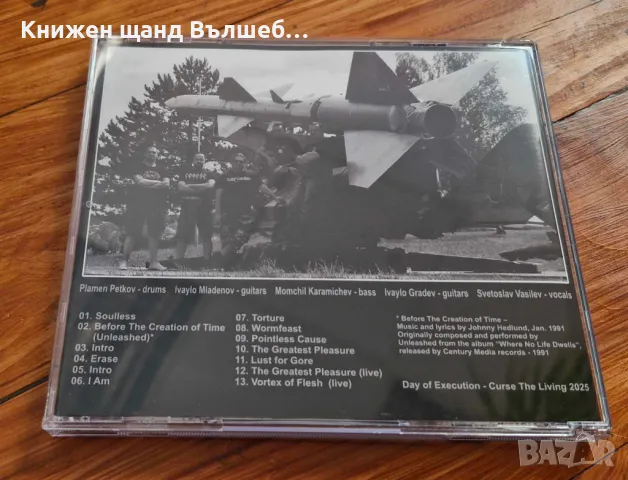 Книжен щанд Вълшеб...
Plamen Petkov - drums Ivaylo Mladenov - guitars Momchil Karamichev - bass Ivaylo Gradev - guitars Svetoslav Vasilev - vocals
01. Soulless
02. Before The Creation of Time
(Unleashed)*
03. Intro
04. Erase
05. Intro
06. I Am
07. Torture
08. Wormfeast
09. Pointless Cause
10. The Greatest Pleasure
11. Lust for Gore
12. The Greatest Pleasure (live)
13. Vortex of Flesh (live)
* Before The Creation of Time –
Music and lyrics by Johnny Hedlund, Jan. 1991
Originally composed and performed by
Unleashed from the album "Where No Life Dwells",
released by Century Media records - 1991
Day of Execution - Curse The Living 2025
BAZAR